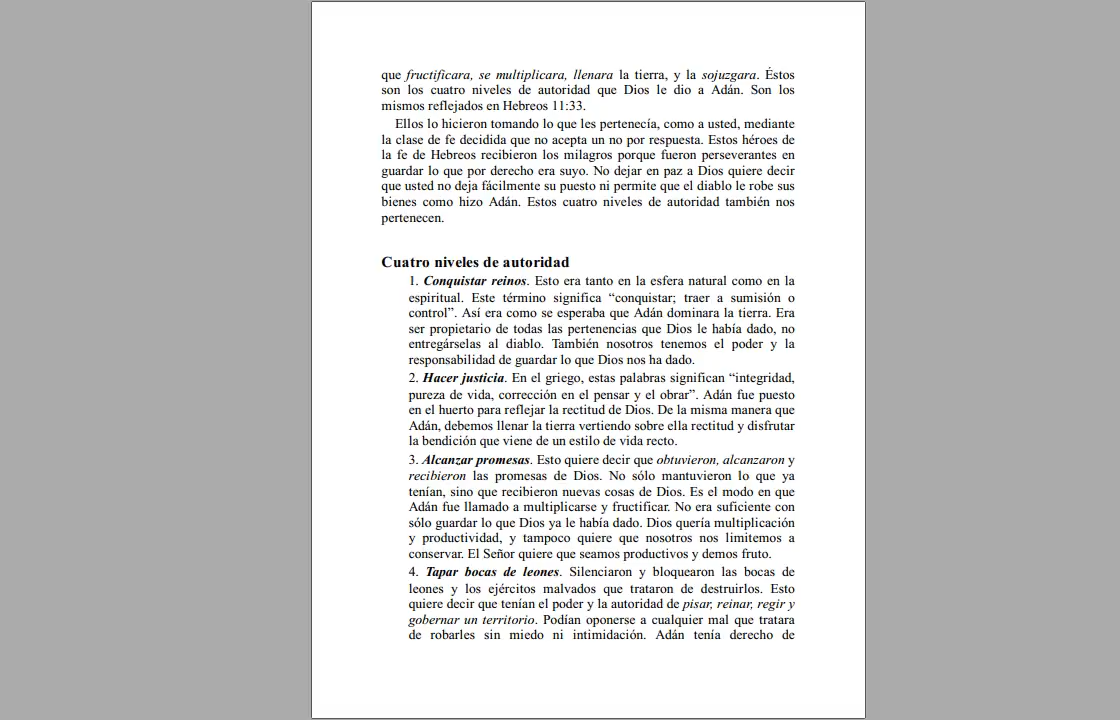 que fructificara, se multiplicara, llenara la tierra, y la sojuzgara. Éstos
son los cuatro niveles de autoridad que Dios le dio a Adán. Son los
mismos reflejados en Hebreos 11:33.
Ellos lo hicieron tomando lo que les pertenecía, como a usted, mediante
la clase de fe decidida que no acepta un no por respuesta. Estos héroes de
la fe de Hebreos recibieron los milagros porque fueron perseverantes en
guardar lo que por derecho era suyo. No dejar en paz a Dios quiere decir
que usted no deja fácilmente su puesto ni permite que el diablo le robe sus
bienes como hizo Adán. Estos cuatro niveles de autoridad también nos
pertenecen.
Cuatro niveles de autoridad
1. Conquistar reinos. Esto era tanto en la esfera natural como en la
espiritual. Este término significa “conquistar; traer a sumisión o
control”. Así era como se esperaba que Adán dominara la tierra. Era
ser propietario de todas las pertenencias que Dios le había dado, no
entregárselas al diablo. También nosotros tenemos el poder y la
responsabilidad de guardar lo que Dios nos ha dado.
2. Hacer justicia. En el griego, estas palabras significan “integridad,
pureza de vida, corrección en el pensar y el obrar”. Adán fue puesto
en el huerto para reflejar la rectitud de Dios. De la misma manera que
Adán, debemos llenar la tierra vertiendo sobre ella rectitud y disfrutar
la bendición que viene de un estilo de vida recto.
3. Alcanzar promesas. Esto quiere decir que obtuvieron, alcanzaron y
recibieron las promesas de Dios. No sólo mantuvieron lo que ya
tenían, sino que recibieron nuevas cosas de Dios. Es el modo en que
Adán fue llamado a multiplicarse y fructificar. No era suficiente con
sólo guardar lo que Dios ya le había dado. Dios quería multiplicación
y productividad, y tampoco quiere que nosotros nos limitemos a
conservar. El Señor quiere que seamos productivos y demos fruto.
4. Tapar bocas de leones. Silenciaron y bloquearon las bocas de
leones y los ejércitos malvados que trataron de destruirlos. Esto
quiere decir que tenían el poder y la autoridad de pisar, reinar, regir y
gobernar un territorio. Podían oponerse a cualquier mal que tratara
de robarles sin miedo ni intimidación. Adán tenía derecho de